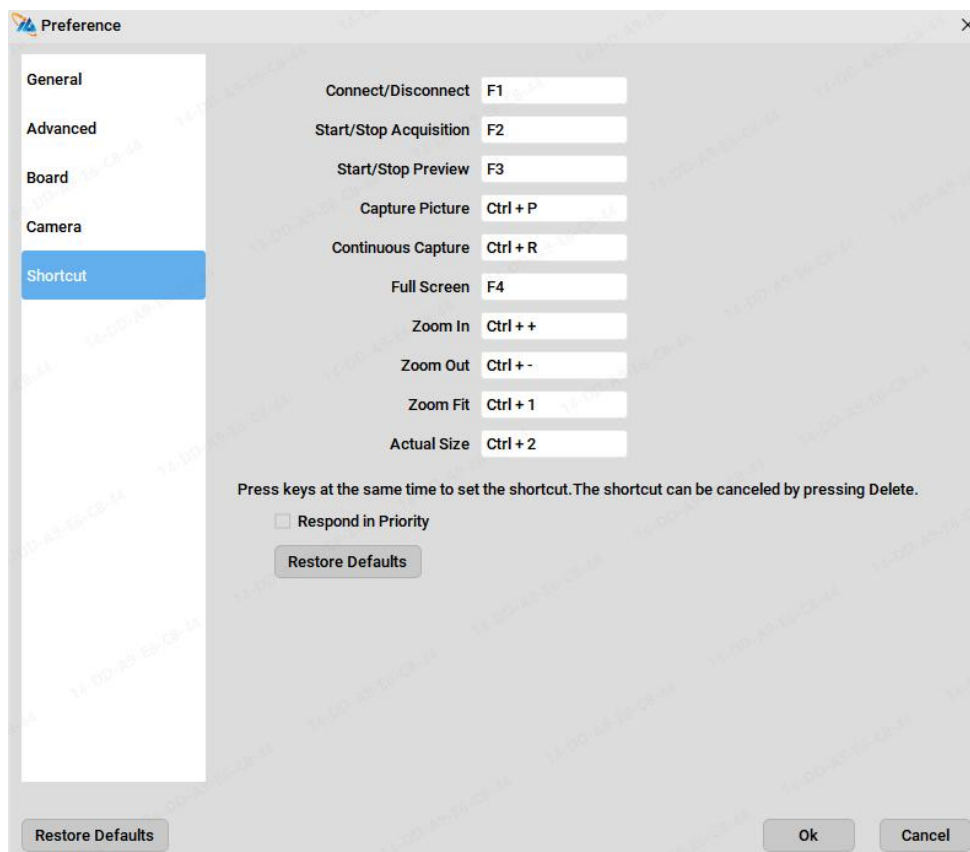 Preference
General
Advanced
Board
Camera
Shortcut
Connect/Disconnect F1
Start/Stop Acquisition F2
Start/Stop Preview F3
Capture Picture Ctrl + P
Continuous Capture Ctrl + R
Full Screen F4
Zoom In Ctrl + +
Zoom Out Ctrl + -
Zoom Fit Ctrl + 1
Actual Size Ctrl + 2
Press keys at the same time to set the shortcut.The shortcut can be canceled by pressing Delete.
Respond in Priority
Restore Defaults
Restore Defaults
Ok
Cancel